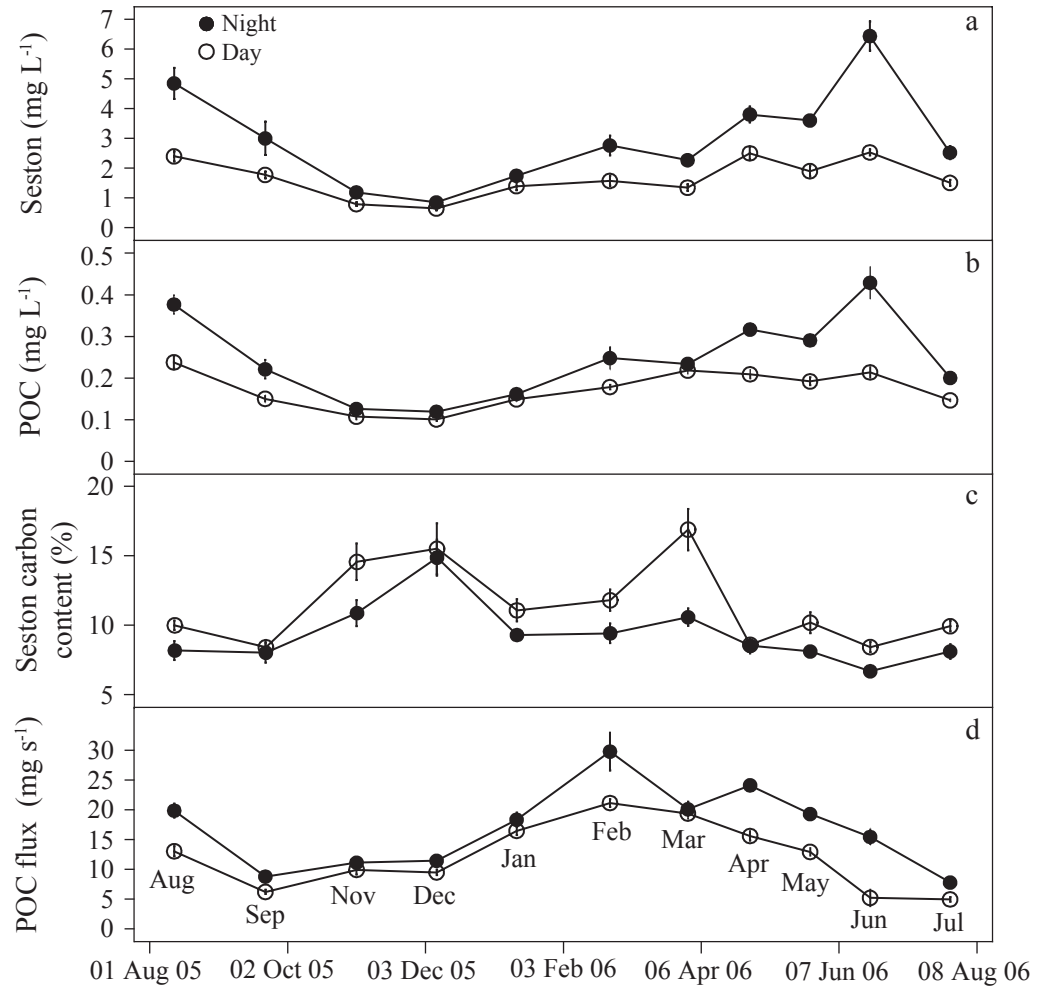 a
Night
Day
Seston (mg L⁻¹)
7
6
5
4
3
2
1
0
b
POC (mg L⁻¹)
0.5
0.4
0.3
0.2
0.1
0
c
Seston carbon
content (%)
20
15
10
5
d
POC flux (mg s⁻¹)
30
25
20
15
10
5
0
Aug
Sep
Nov
Dec
Jan
Feb
Mar
Apr
May
Jun
Jul
01 Aug 05 02 Oct 05 03 Dec 05 03 Feb 06 06 Apr 06 07 Jun 06 08 Aug 06